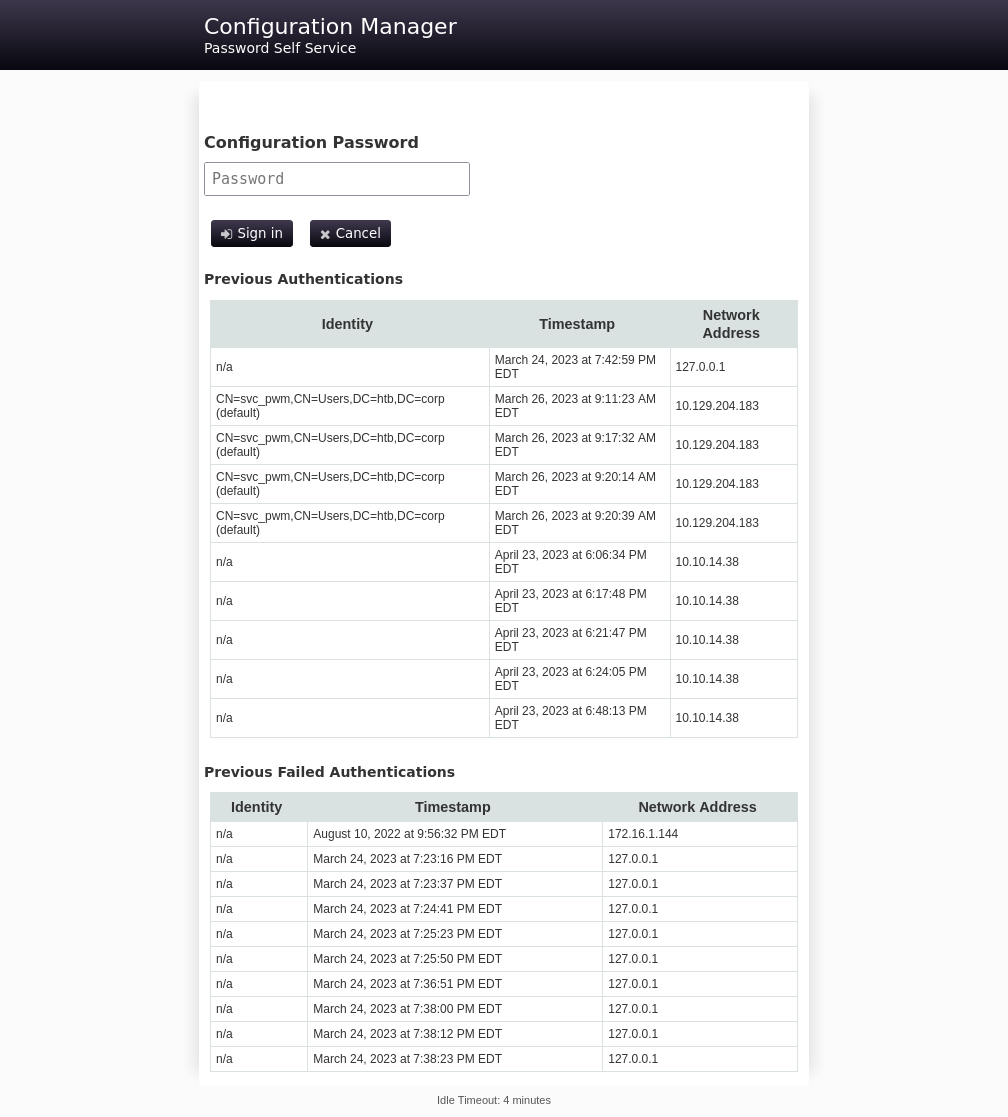 Configuration Manager
Password Self Service
Configuration Password
Password
Sign in Cancel
Previous Authentications
Identity Timestamp Network Address
n/a March 24, 2023 at 7:42:59 PM EDT 127.0.0.1
CN=svc_pwm,CN=Users,DC=htb,DC=corp (default) March 26, 2023 at 9:11:23 AM EDT 10.129.204.183
CN=svc_pwm,CN=Users,DC=htb,DC=corp (default) March 26, 2023 at 9:17:32 AM EDT 10.129.204.183
CN=svc_pwm,CN=Users,DC=htb,DC=corp (default) March 26, 2023 at 9:20:14 AM EDT 10.129.204.183
CN=svc_pwm,CN=Users,DC=htb,DC=corp (default) March 26, 2023 at 9:20:39 AM EDT 10.129.204.183
n/a April 23, 2023 at 6:06:34 PM EDT 10.10.14.38
n/a April 23, 2023 at 6:17:48 PM EDT 10.10.14.38
n/a April 23, 2023 at 6:21:47 PM EDT 10.10.14.38
n/a April 23, 2023 at 6:24:05 PM EDT 10.10.14.38
n/a April 23, 2023 at 6:48:13 PM EDT 10.10.14.38
Previous Failed Authentications
Identity Timestamp Network Address
n/a August 10, 2022 at 9:56:32 PM EDT 172.16.1.144
n/a March 24, 2023 at 7:23:16 PM EDT 127.0.0.1
n/a March 24, 2023 at 7:23:37 PM EDT 127.0.0.1
n/a March 24, 2023 at 7:24:41 PM EDT 127.0.0.1
n/a March 24, 2023 at 7:25:23 PM EDT 127.0.0.1
n/a March 24, 2023 at 7:25:50 PM EDT 127.0.0.1
n/a March 24, 2023 at 7:36:51 PM EDT 127.0.0.1
n/a March 24, 2023 at 7:38:00 PM EDT 127.0.0.1
n/a March 24, 2023 at 7:38:12 PM EDT 127.0.0.1
n/a March 24, 2023 at 7:38:23 PM EDT 127.0.0.1
Idle Timeout: 4 minutes